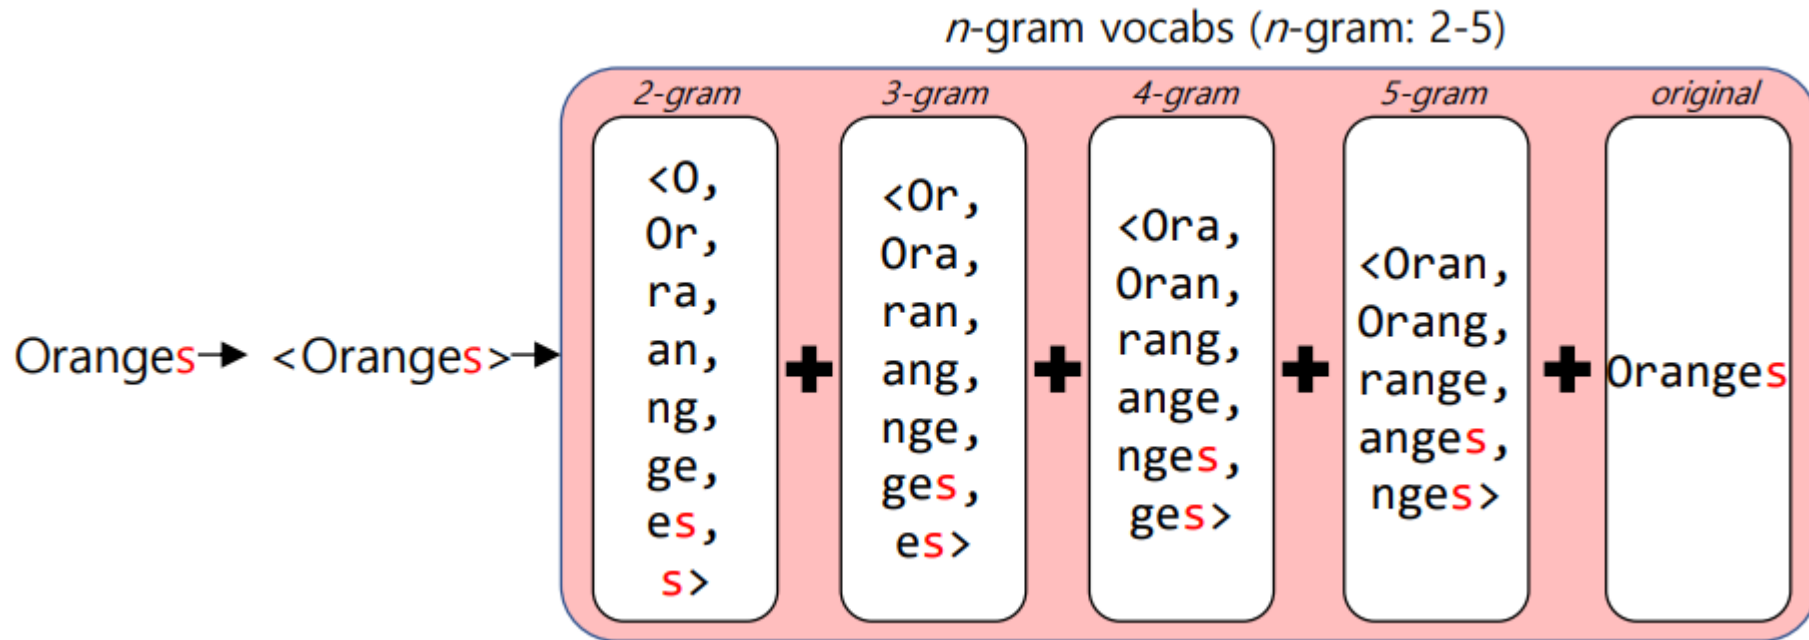 n-gram vocabs (n-gram: 2-5)
Oranges
<Oranges>
2-gram
<O,
Or,
ra,
an,
ng,
ge,
es,
s>
+
3-gram
<Or,
Ora,
ran,
ang,
nge,
ges,
es>
+
4-gram
<Ora,
Oran,
rang,
ange,
nges,
ges>
+
5-gram
<Oran,
Orang,
range,
anges,
nges>
+
original
Oranges